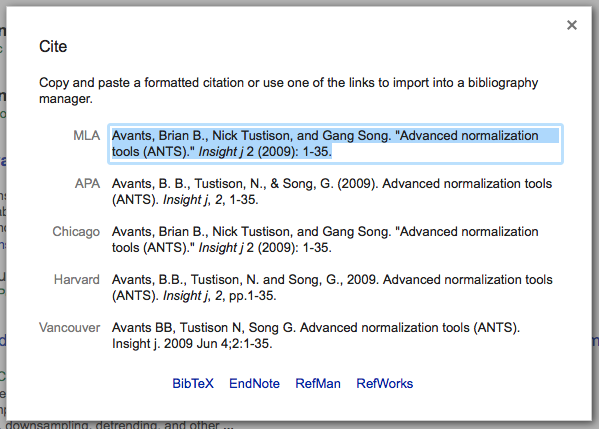 ×
Cite
Copy and paste a formatted citation or use one of the links to import into a bibliography
manager.
MLA Avants, Brian B., Nick Tustison, and Gang Song. "Advanced normalization
tools (ANTS)." Insight j 2 (2009): 1-35.
APA Avants, B. B., Tustison, N., & Song, G. (2009). Advanced normalization tools
(ANTS). Insight j, 2, 1-35.
Chicago Avants, Brian B., Nick Tustison, and Gang Song. "Advanced normalization
tools (ANTS)." Insight j 2 (2009): 1-35.
Harvard Avants, B.B., Tustison, N. and Song, G., 2009. Advanced normalization tools
(ANTS). Insight j, 2, pp.1-35.
Vancouver Avants BB, Tustison N, Song G. Advanced normalization tools (ANTS).
Insight j. 2009 Jun 4;2:1-35.
BibTeX EndNote RefMan RefWorks
, downsampling, detrending, and other ...